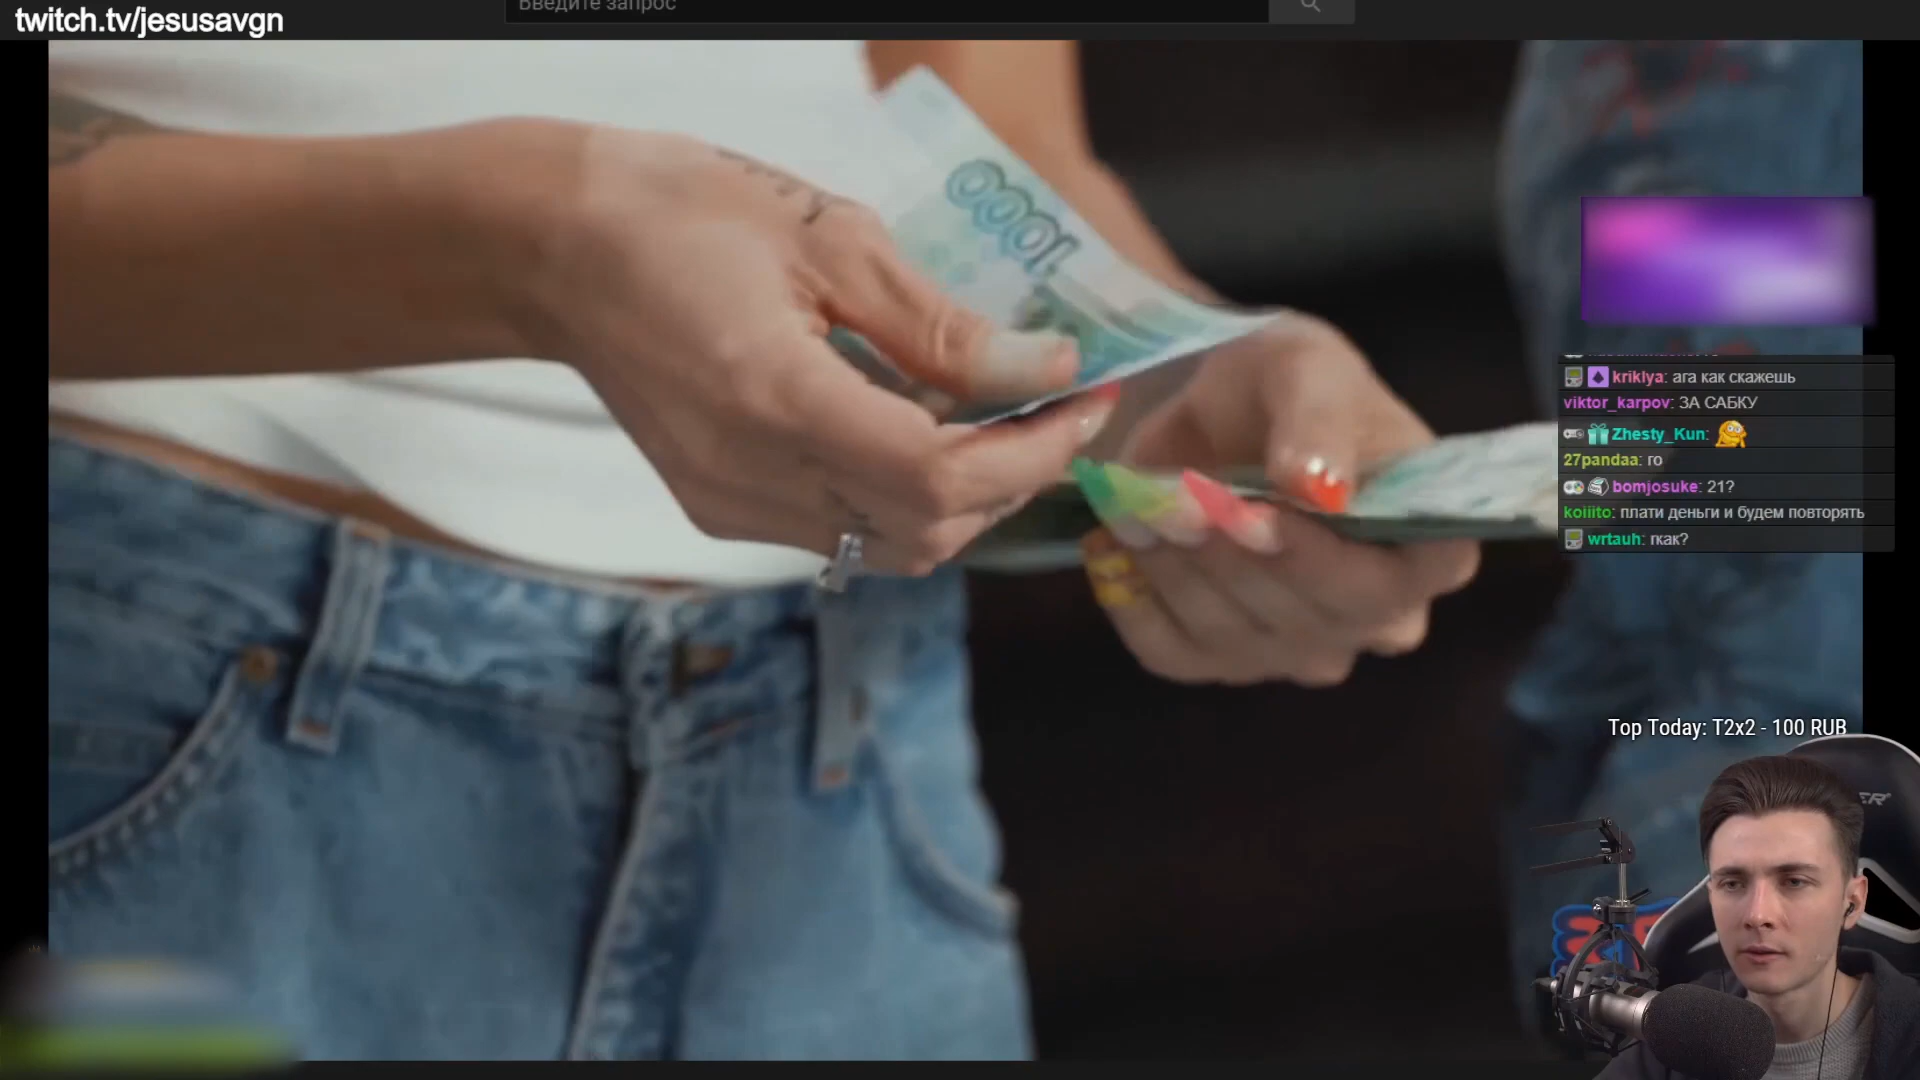 twitch.tv/jesusavgn
Введите запрос
1000
kriklya: ага как скажешь
viktor_karpov: ЗА САБКУ
Zhesty_Kun:
27pandaa: го
bomjosuke: 21?
koiiito: плати деньги и будем повторять
wrtauh: гкак?
Top Today: T2x2 - 100 RUB